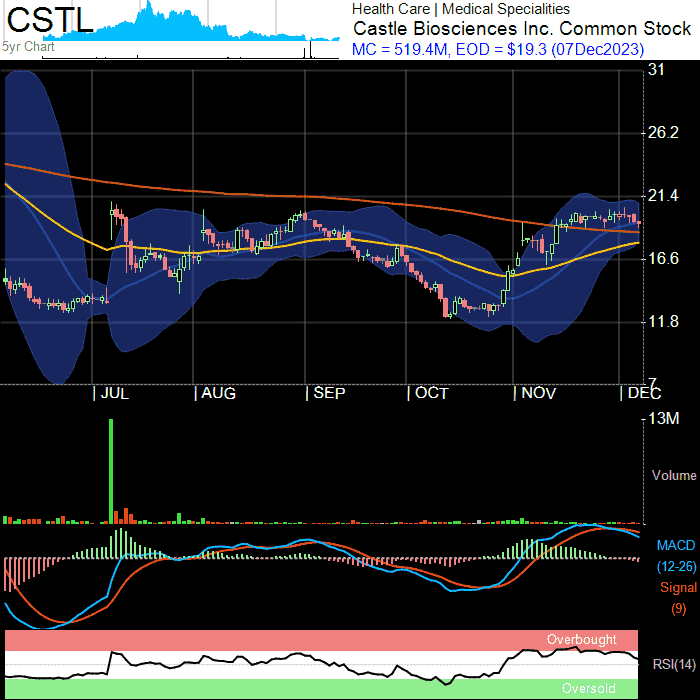 CSTL
5yr Chart
Health Care | Medical Specialities
Castle Biosciences Inc. Common Stock
MC = 519.4M, EOD = $19.3 (07Dec2023)
31
26.2
21.4
16.6
11.8
7
JUL
AUG
SEP
OCT
NOV
DEC
13M
Volume
MACD
(12-26)
Signal
(9)
Overbought
RSI(14)
Oversold